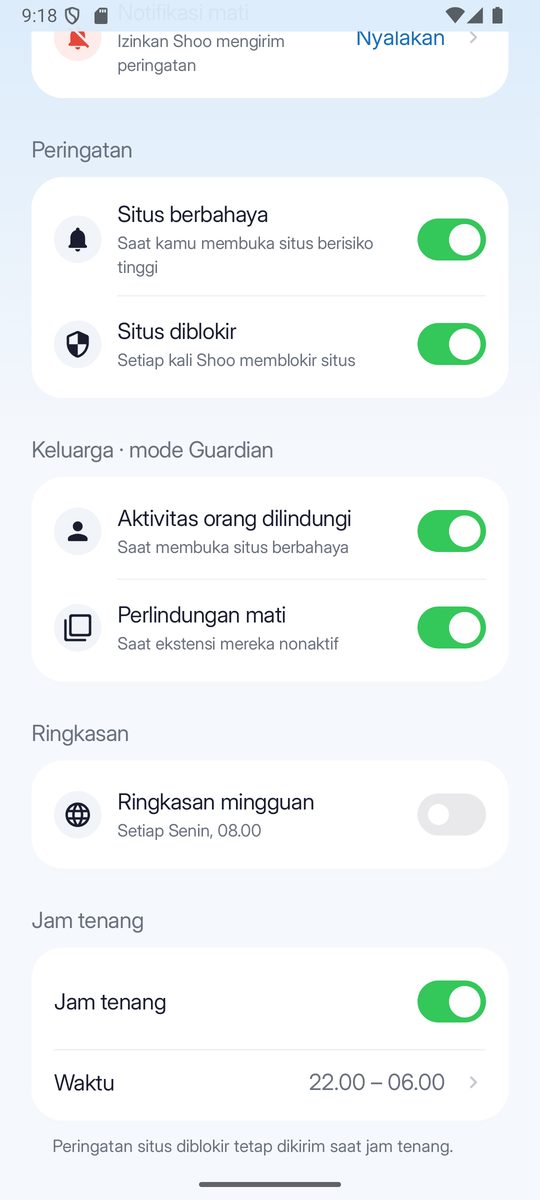 9:18
Notifikasi mati
Izinkan Shoo mengirim
peringatan
Nyalakan
Peringatan
Situs berbahaya
Saat kamu membuka situs berisiko
tinggi
Situs diblokir
Setiap kali Shoo memblokir situs
Keluarga · mode Guardian
Aktivitas orang dilindungi
Saat membuka situs berbahaya
Perlindungan mati
Saat ekstensi mereka nonaktif
Ringkasan
Ringkasan mingguan
Setiap Senin, 08.00
Jam tenang
Jam tenang
Waktu
22.00 – 06.00
Peringatan situs diblokir tetap dikirim saat jam tenang.